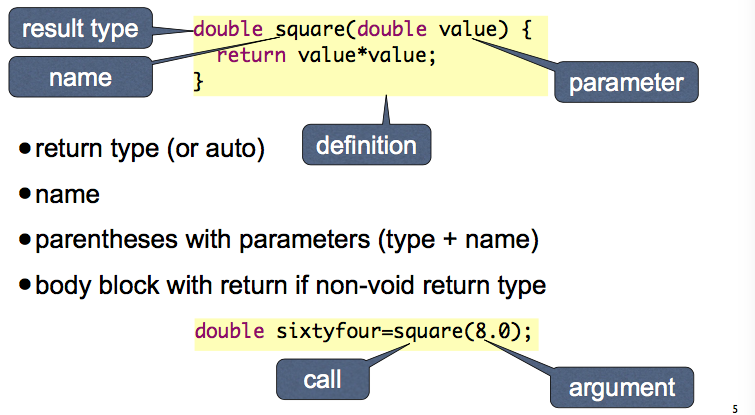 result type
double square(double value) {
name
return value*value;
}
parameter
definition
●return type (or auto)
●name
●parentheses with parameters (type + name)
●body block with return if non-void return type
double sixtyfour=square(8.0);
call
argument
5